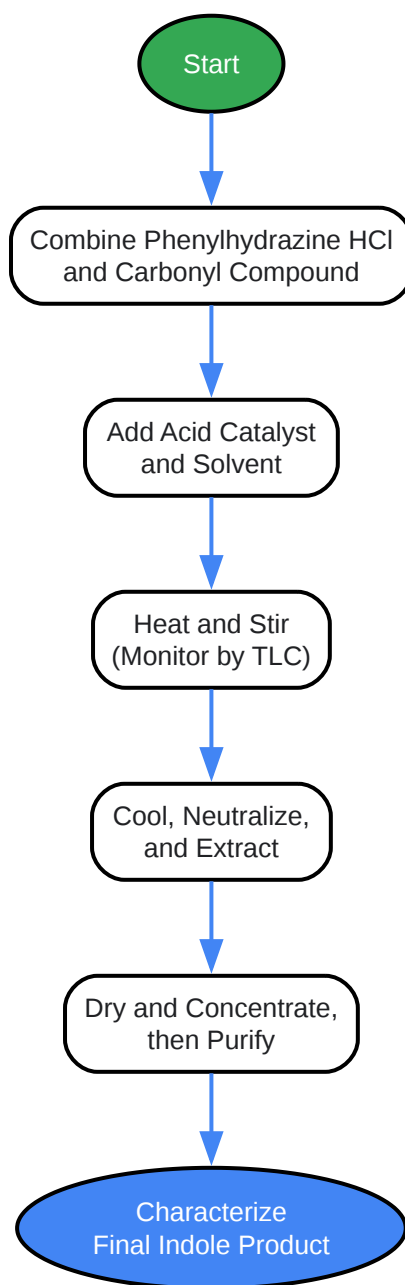 Start
Combine Phenylhydrazine HCl
and Carbonyl Compound
Add Acid Catalyst
and Solvent
Heat and Stir
(Monitor by TLC)
Cool, Neutralize,
and Extract
Dry and Concentrate,
then Purify
Characterize
Final Indole Product